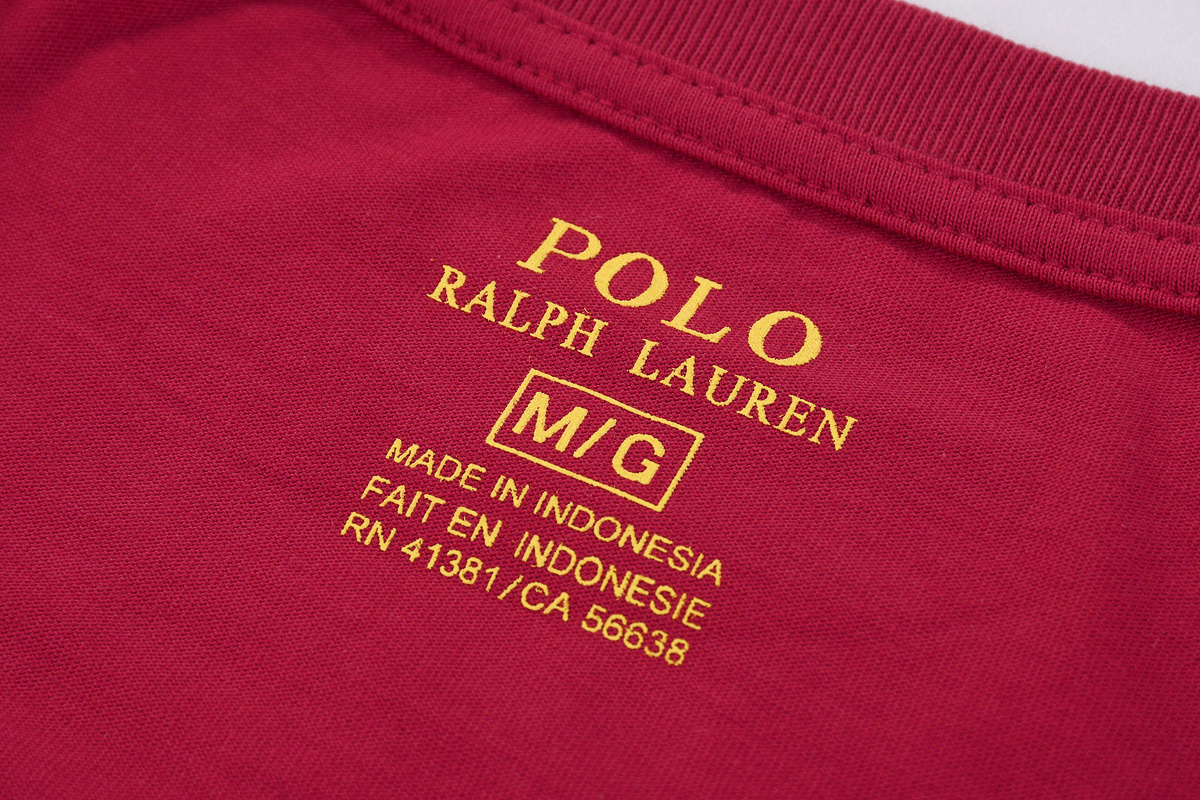 POLO
RALPH LAUREN
M/G
MADE IN INDONESIA
FAIT EN INDONESIE
RN 41381/CA 56638